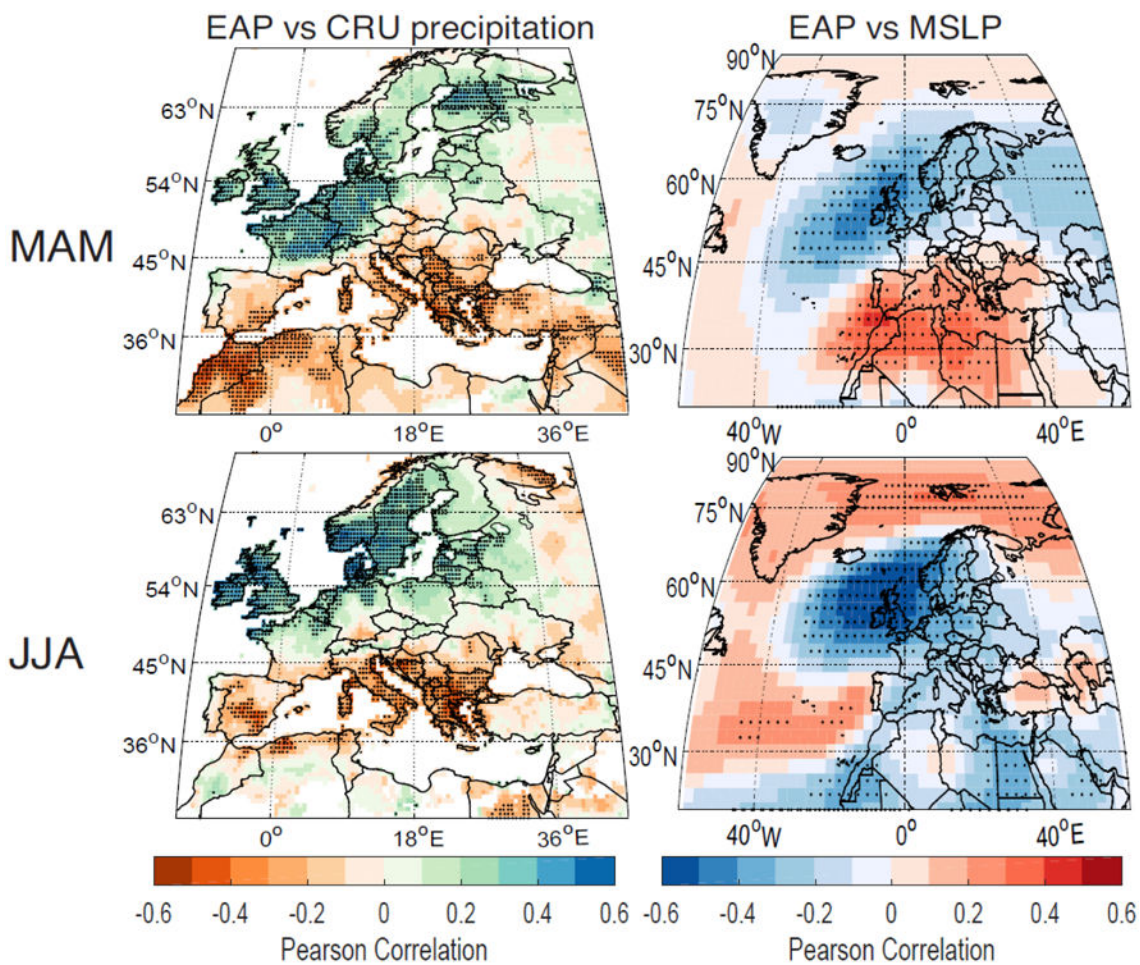 EAP vs CRU precipitation
EAP vs MSLP
MAM
63°N
54°N
45°N
36°N
0°
18°E
36°E
90°N
75°N
60°N
45°N
30°N
40°W
0°
40°E
JJA
63°N
54°N
45°N
36°N
0°
18°E
36°E
90°N
75°N
60°N
45°N
30°N
40°W
0°
40°E
-0.6 -0.4 -0.2 0 0.2 0.4 0.6
Pearson Correlation
-0.6 -0.4 -0.2 0 0.2 0.4 0.6
Pearson Correlation